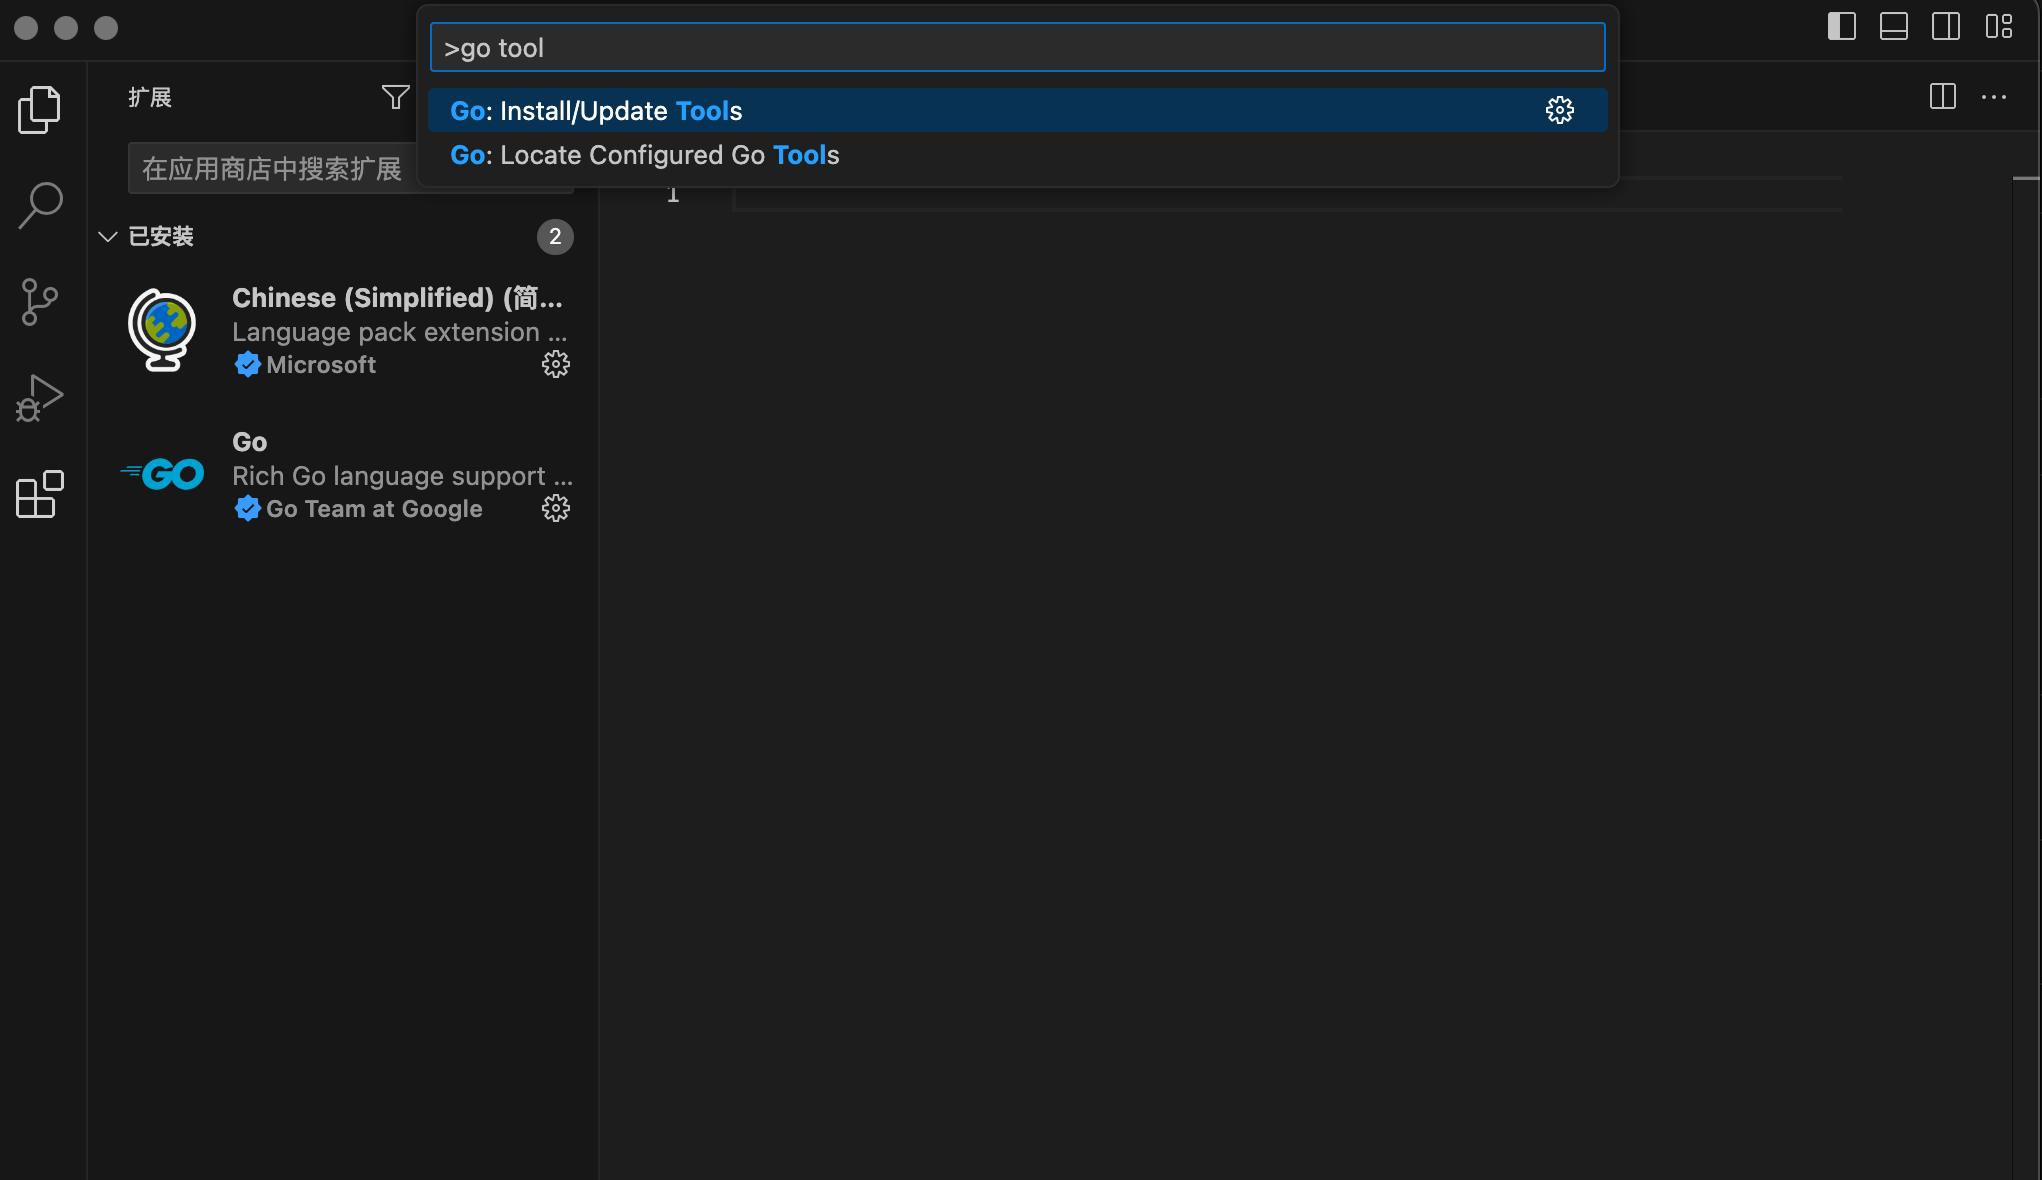 >go tool
Go: Install/Update Tools
Go: Locate Configured Go Tools
扩展
在应用商店中搜索扩展
已安装
2
Chinese (Simplified) (简...
Language pack extension ...
Microsoft
GO
Go
Rich Go language support ...
Go Team at Google
1